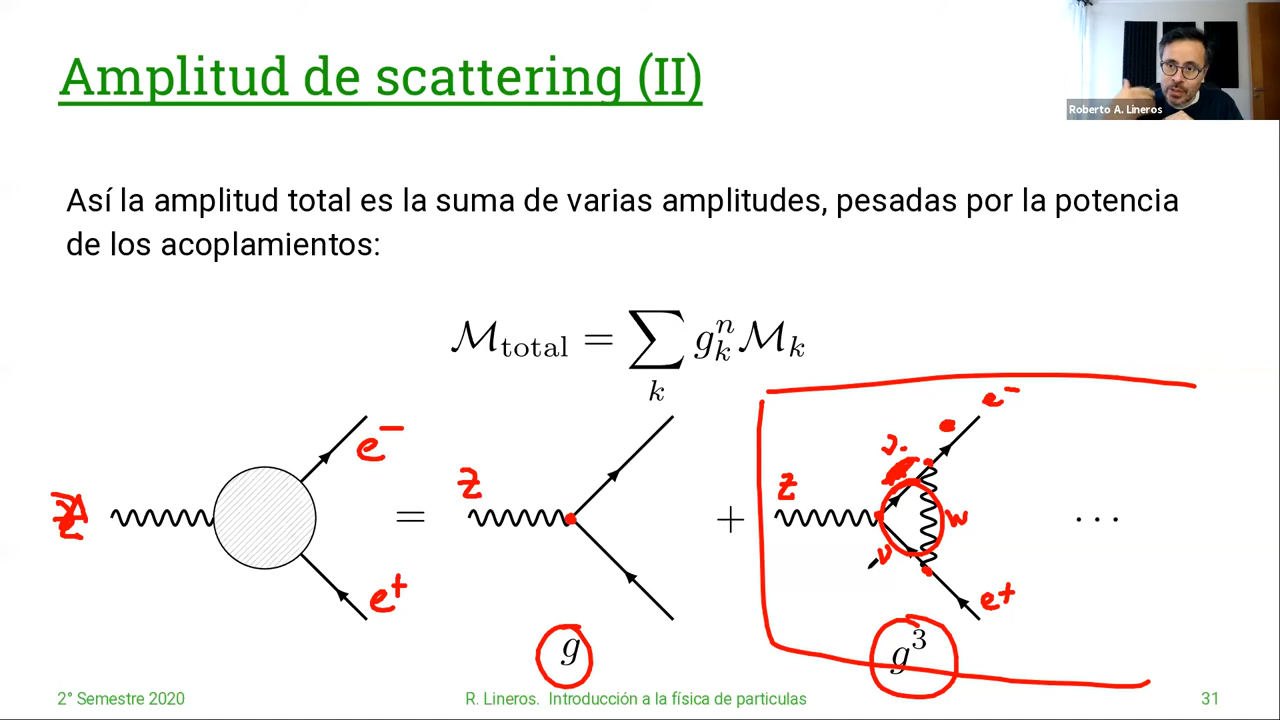 Amplitud de scattering (II)
Roberto A. Lineros
Así la amplitud total es la suma de varias amplitudes, pesadas por la potencia
de los acoplamientos:
M_total = ∑_k g_k^n M_k
e⁻
e⁺
=
Z
g
+
Z
e⁻
W
ν
e⁺
g³
...
2° Semestre 2020
R. Lineros. Introducción a la física de particulas
31